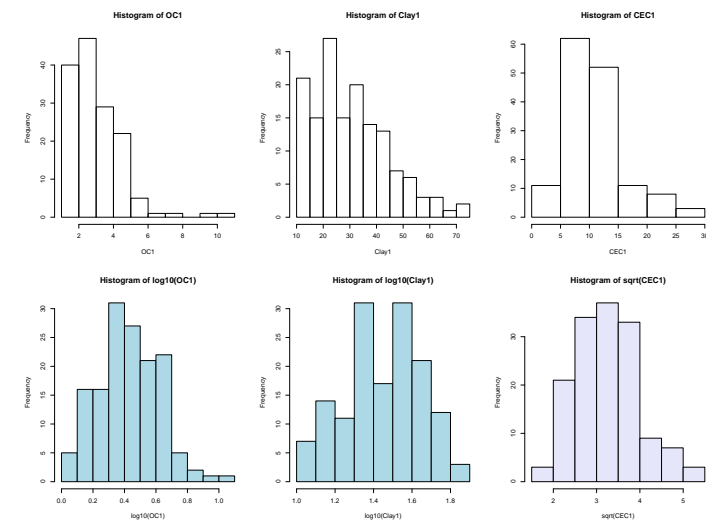 Histogram of OC1
Frequency
0 10 20 30 40
2 4 6 8 10
OC1
Histogram of Clay1
Frequency
0 5 10 15 20 25
10 20 30 40 50 60 70
Clay1
Histogram of CEC1
Frequency
0 10 20 30 40 50 60
0 5 10 15 20 25 30
CEC1
Histogram of log10(OC1)
Frequency
0 5 10 15 20 25 30
0.0 0.2 0.4 0.6 0.8 1.0
log10(OC1)
Histogram of log10(Clay1)
Frequency
0 5 10 15 20 25 30
1.0 1.2 1.4 1.6 1.8
log10(Clay1)
Histogram of sqrt(CEC1)
Frequency
0 10 20 30
2 3 4 5
sqrt(CEC1)